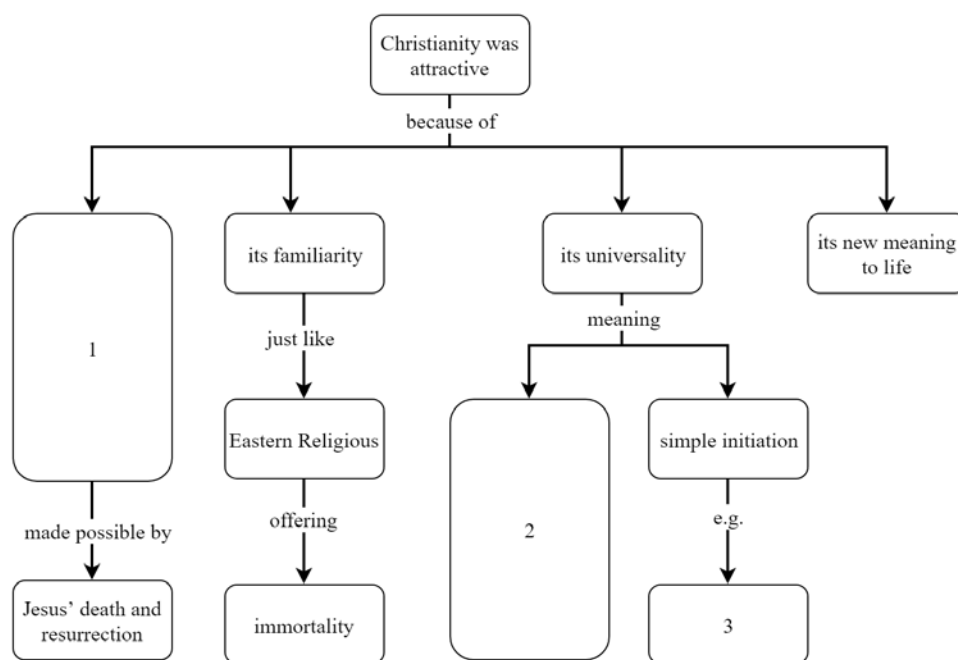 Christianity was
attractive
because of
1
its familiarity
its universality
its new meaning
to life
just like
meaning
Eastern Religious
2
simple initiation
made possible by
offering
e.g.
Jesus’ death and
resurrection
immortality
3